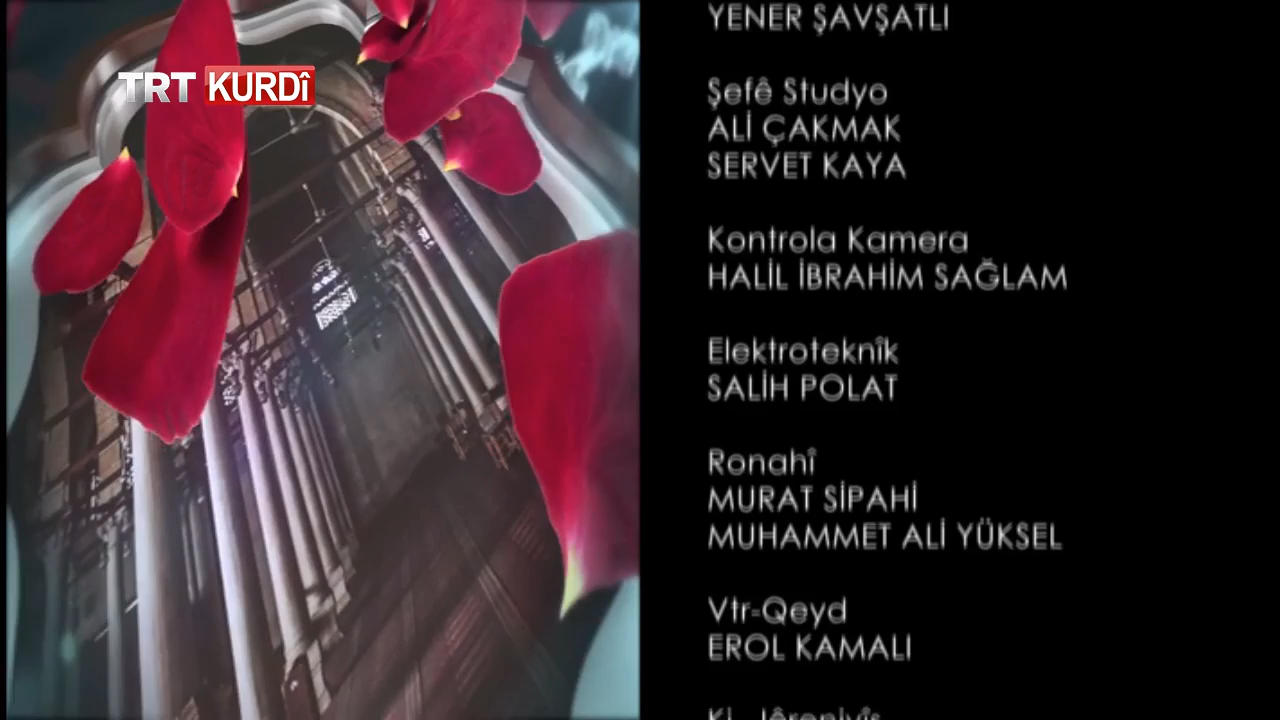 TRT KURDÎ
YENER ŞAVŞATLI
Şefê Studyo
ALİ ÇAKMAK
SERVET KAYA
Kontrola Kamera
HALİL İBRAHİM SAĞLAM
Elektroteknîk
SALİH POLAT
Ronahî
MURAT SİPAHİ
MUHAMMET ALİ YÜKSEL
Vtr-Qeyd
EROL KAMALI